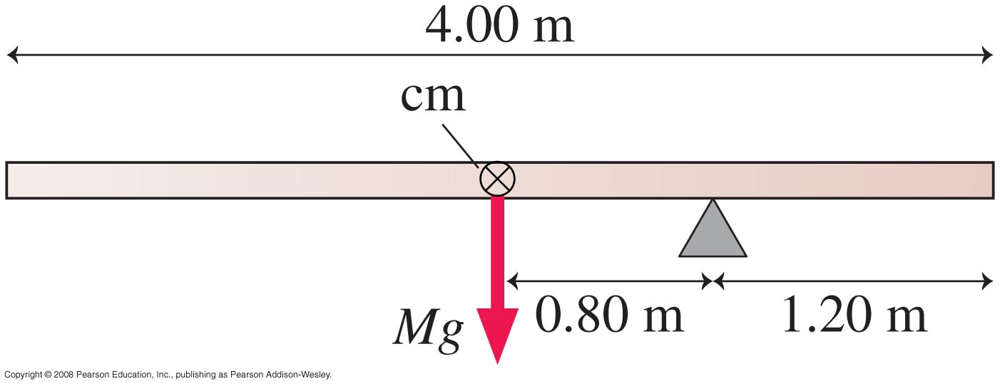 4.00 m
cm
Mg
0.80 m
1.20 m
Copyright © 2008 Pearson Education, Inc., publishing as Pearson Addison-Wesley.